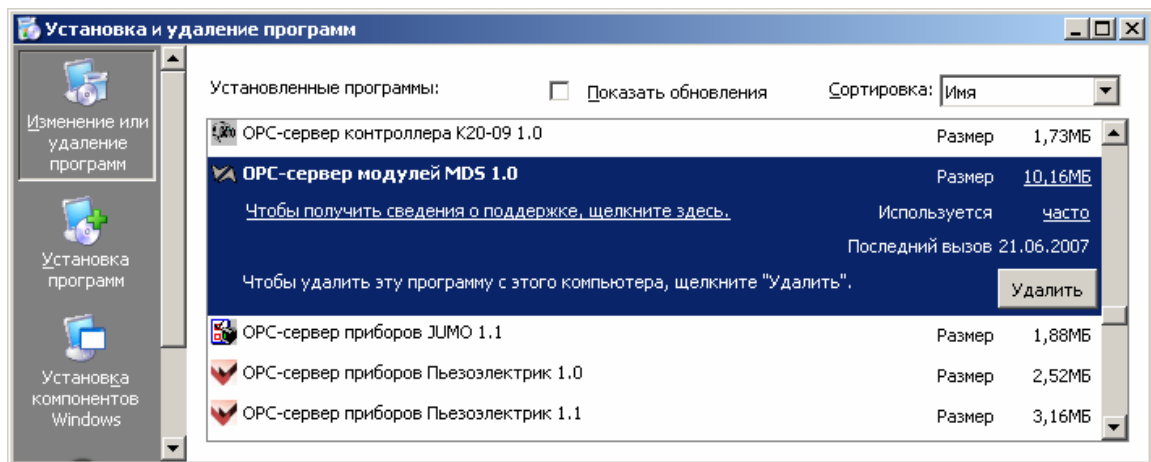 Установка и удаление программ
Изменение или
удаление
программ
Установка
программ
Установка
компонентов
Windows
Установленные программы: Показать обновления Сортировка: Имя
OPC-сервер контроллера K20-09 1.0 Размер 1,73МБ
OPC-сервер модулей MDS 1.0 Размер 10,16МБ
Чтобы получить сведения о поддержке, щелкните здесь. Используется часто
Последний вызов 21.06.2007
Чтобы удалить эту программу с этого компьютера, щелкните "Удалить". Удалить
OPC-сервер приборов JUMO 1.1 Размер 1,88МБ
OPC-сервер приборов Пьезоэлектрик 1.0 Размер 2,52МБ
OPC-сервер приборов Пьезоэлектрик 1.1 Размер 3,16МБ